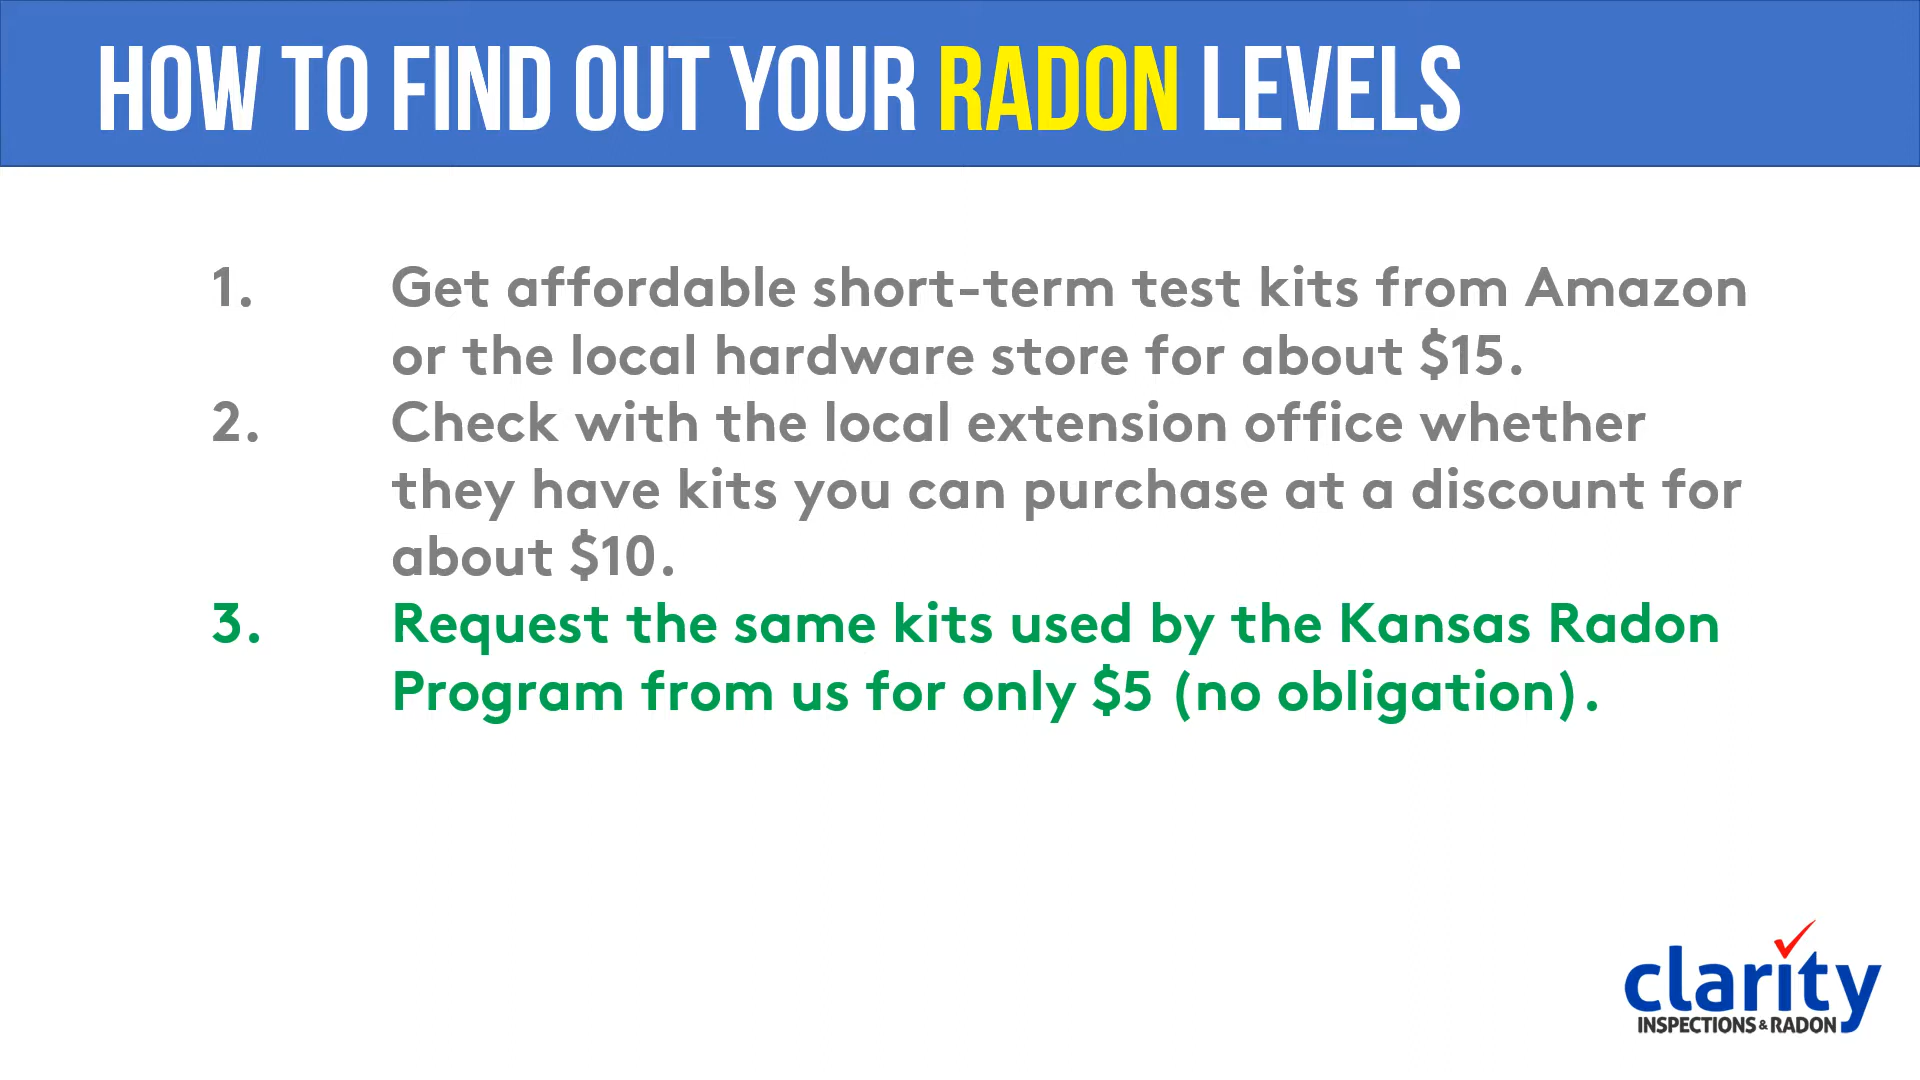 HOW TO FIND OUT YOUR RADON LEVELS
1. Get affordable short-term test kits from Amazon
or the local hardware store for about $15.
2. Check with the local extension office whether
they have kits you can purchase at a discount for
about $10.
3. Request the same kits used by the Kansas Radon
Program from us for only $5 (no obligation).
clarity
INSPECTIONS & RADON